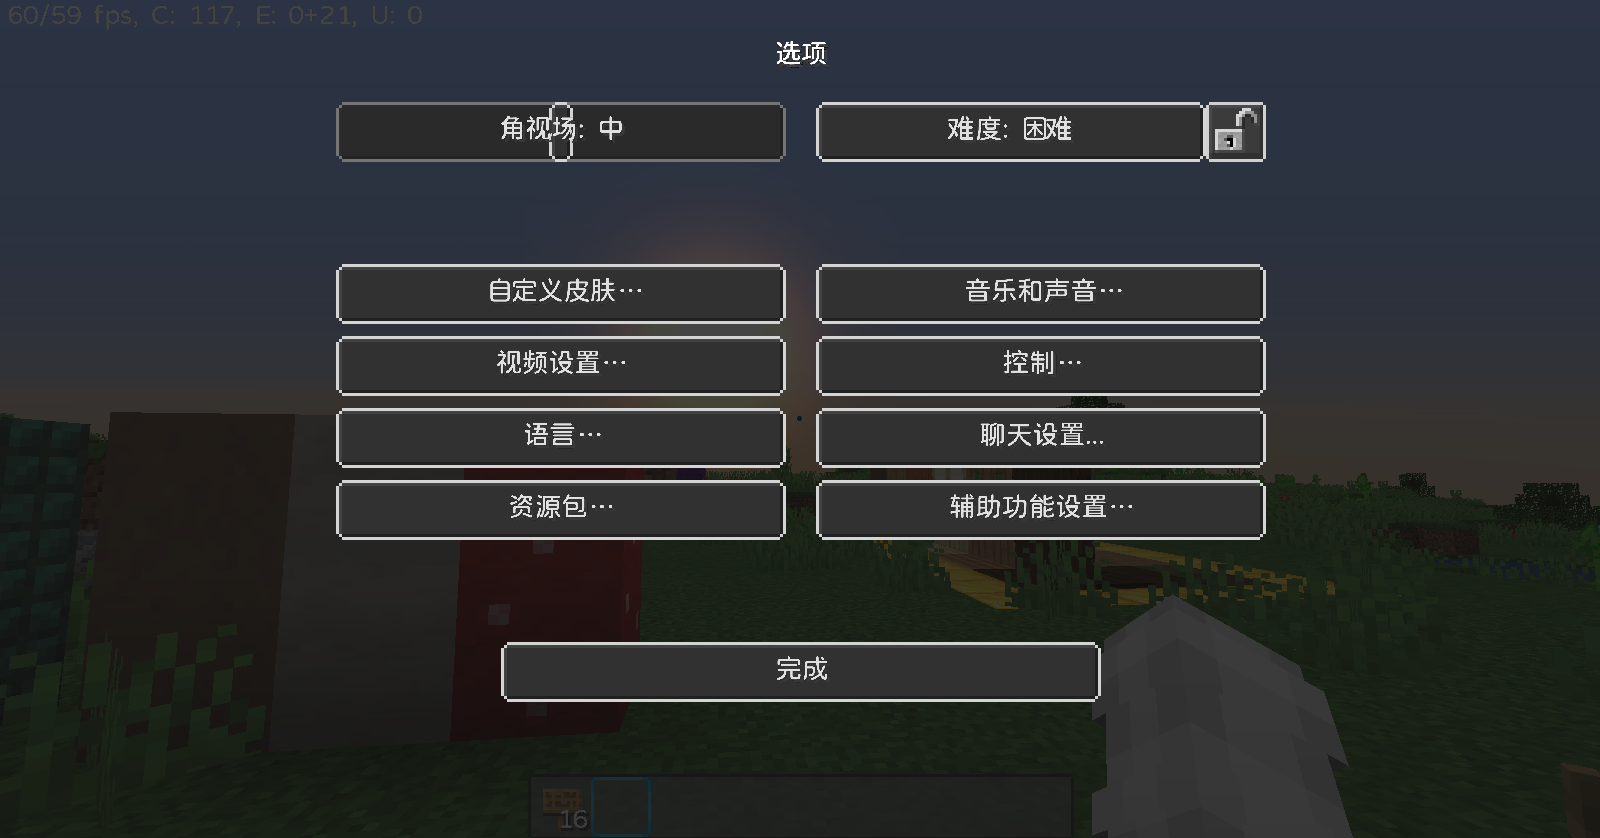 60/59 fps, C: 117, E: 0+21, U: 0
选项
角视场: 中
难度: 困难
自定义皮肤…
音乐和声音…
视频设置…
控制…
语言…
聊天设置...
资源包…
辅助功能设置…
完成
16